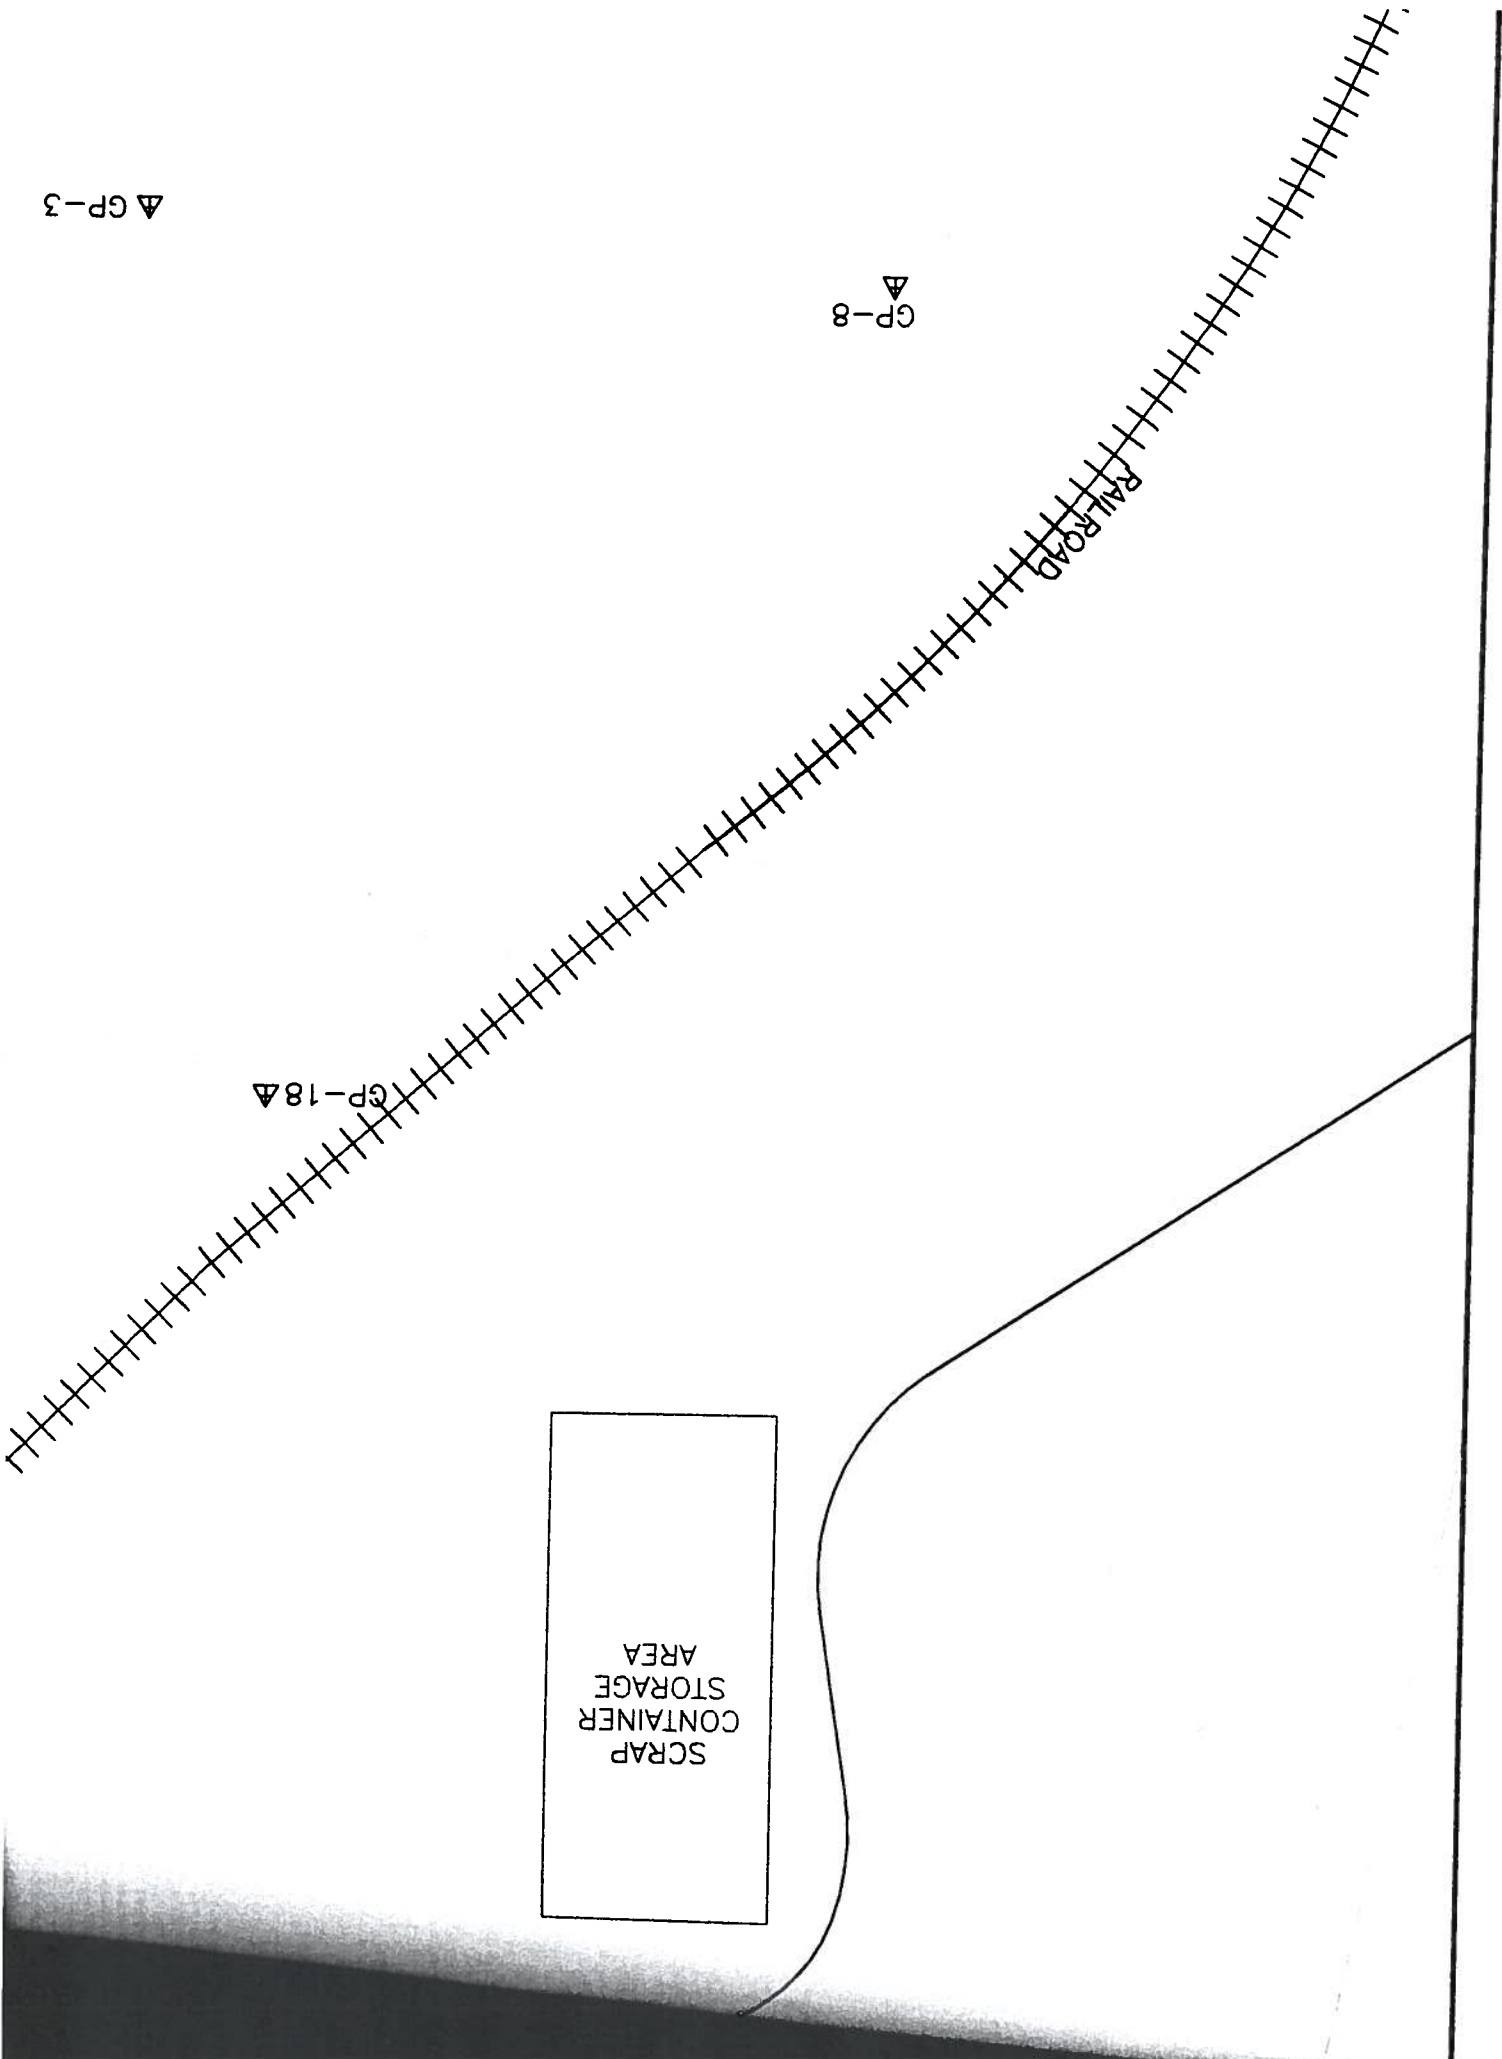 SCRAP
CONTAINER
STORAGE
AREA
GP-18
RAILROAD
GP-8
GP-3